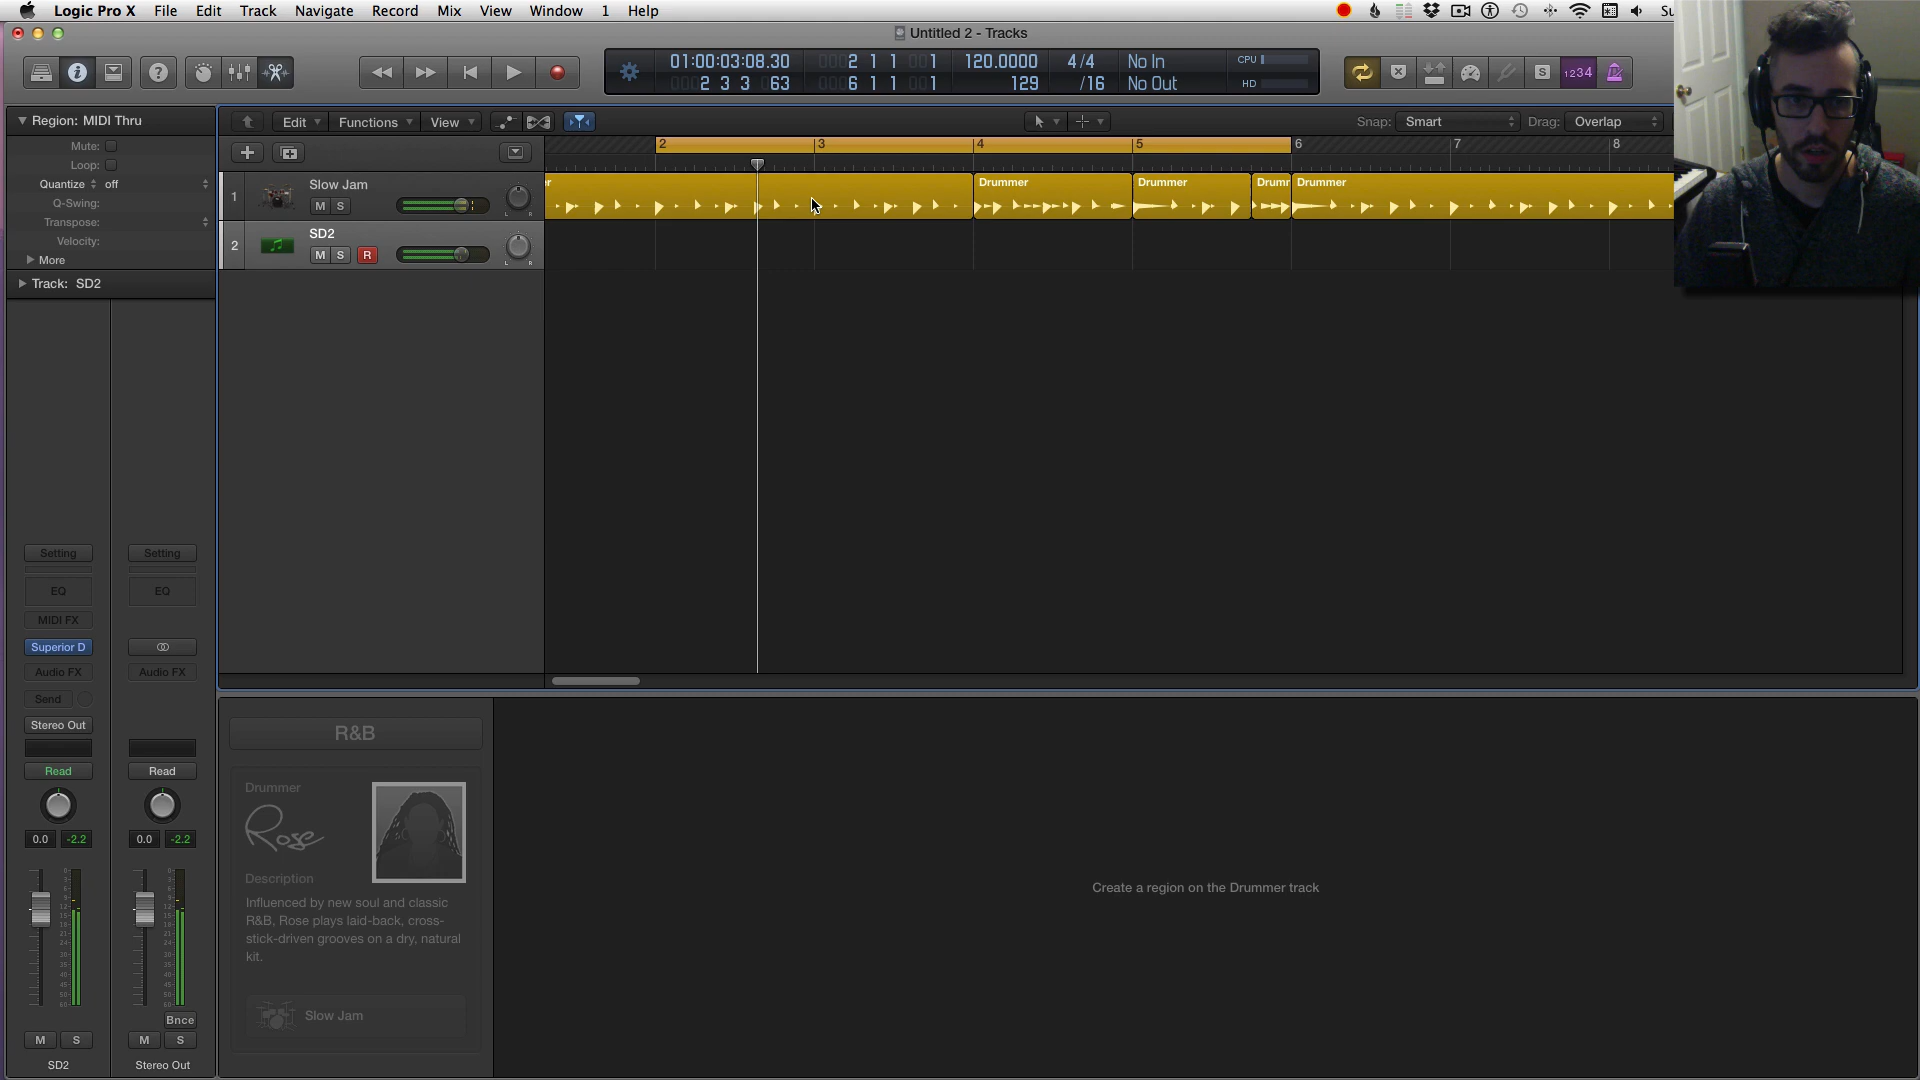 Logic Pro X File Edit Track Navigate Record Mix View Window 1 Help
Untitled 2 - Tracks
01:00:03:08.30 2 1 1 1 120.0000 4/4 No In CPU
2 3 3 63 6 1 1 1 129 /16 No Out HD
S 1234
Region: MIDI Thru
Mute:
Loop:
Quantize off
Q-Swing:
Transpose:
Velocity:
More
Track: SD2
Edit Functions View Snap: Smart Drag: Overlap
2 3 4 5 6 7 8
1 Slow Jam
M S
L R
Drummer Drummer Drumr Drummer
2 SD2
M S R
L R
Setting Setting
EQ EQ
MIDI FX
Superior D
Audio FX Audio FX
Send
Stereo Out
Read Read
0.0 -2.2 0.0 -2.2
Bnce
M S M S
SD2 Stereo Out
R&B
Drummer
Rose
Description
Influenced by new soul and classic
R&B, Rose plays laid-back, cross-
stick-driven grooves on a dry, natural
kit.
Slow Jam
Create a region on the Drummer track